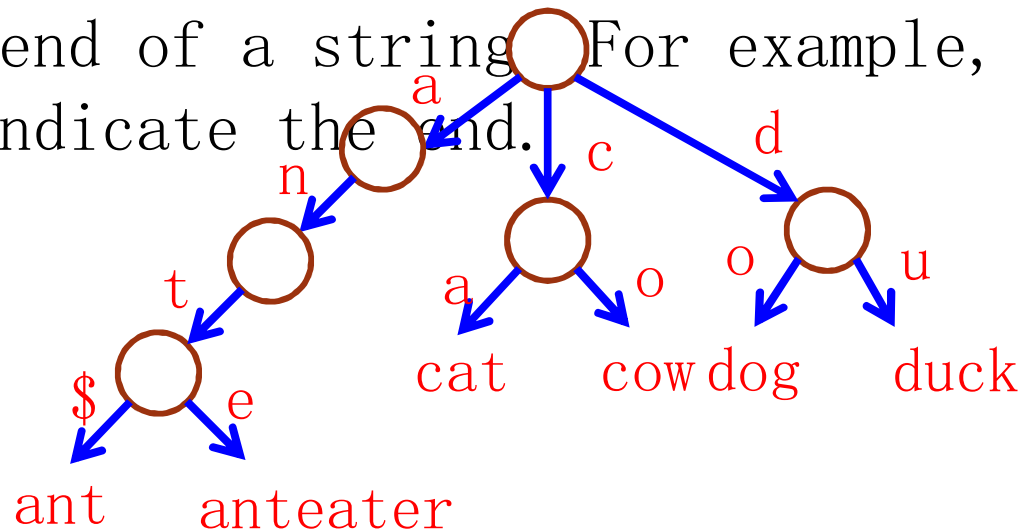 end of a string. For example,
a
ndicate the end.
c
d
n
o
u
t
a
o
cat
cow
dog
duck
$
e
ant
anteater